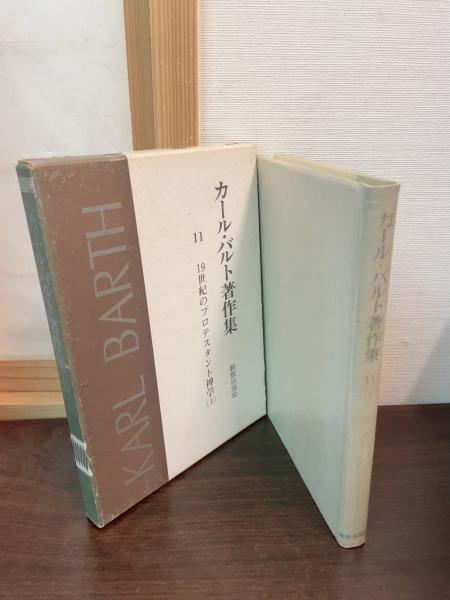 KARL BARTH
カール・バルト著作集
11
19世紀のプロテスタント神学(上)
新教出版社
カール・バルト著作集
11